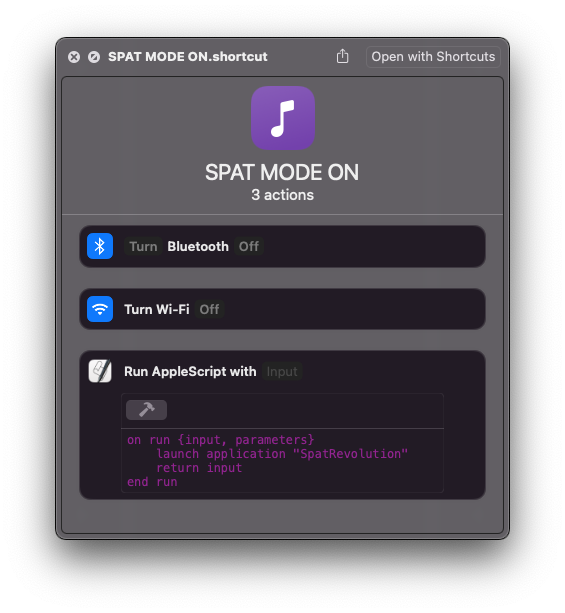 SPAT MODE ON.shortcut
Open with Shortcuts
SPAT MODE ON
3 actions
Turn Bluetooth Off
Turn Wi-Fi Off
Run AppleScript with Input
on run {input, parameters}
    launch application "SpatRevolution"
    return input
end run